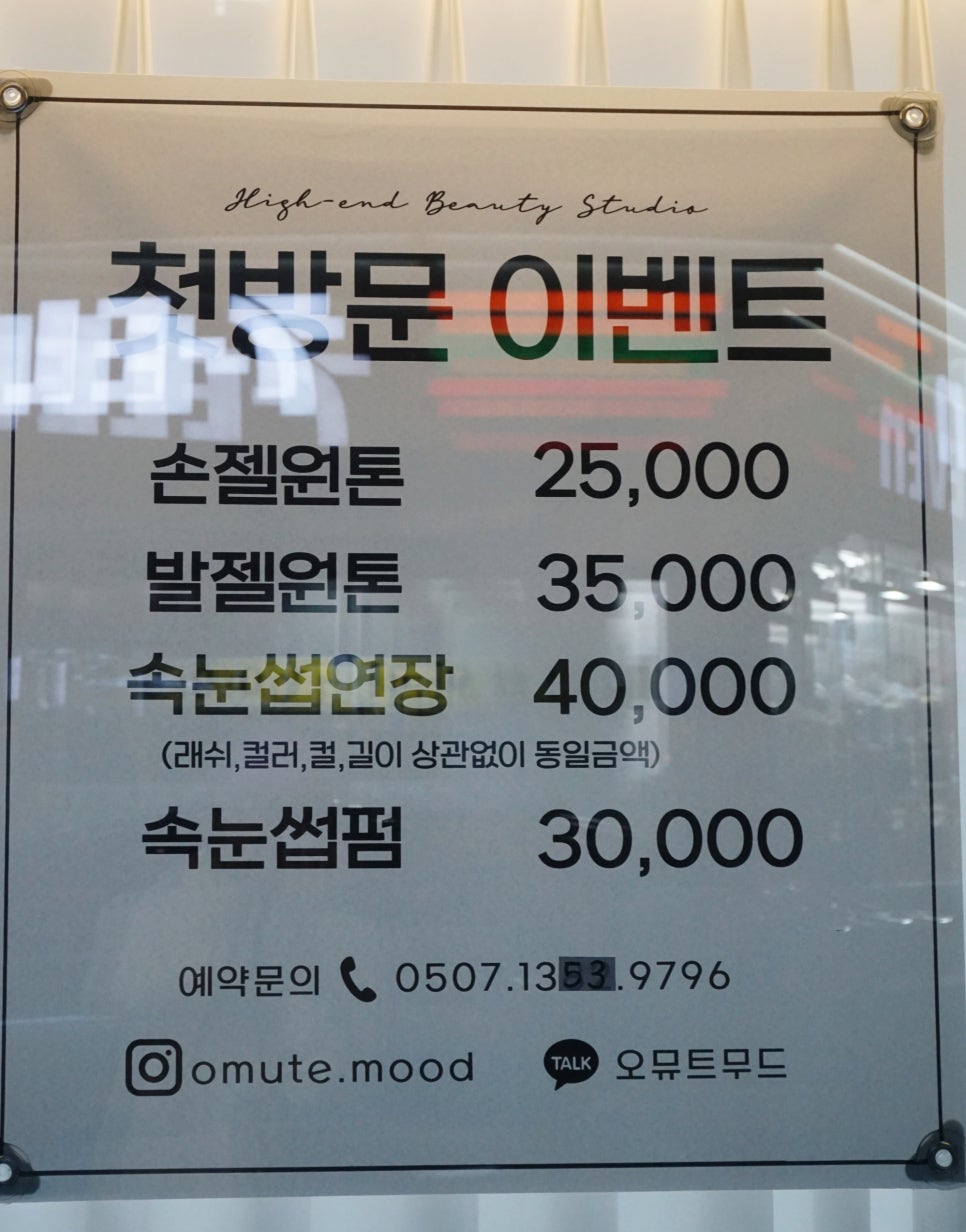 High-end Beauty Studio
첫방문 이벤트
손젤원톤 25,000
발젤원톤 35,000
속눈썹연장 40,000
(래쉬,컬러,컬,길이 상관없이 동일금액)
속눈썹펌 30,000
예약문의 0507.1353.9796
omute.mood TALK 오뮤트무드